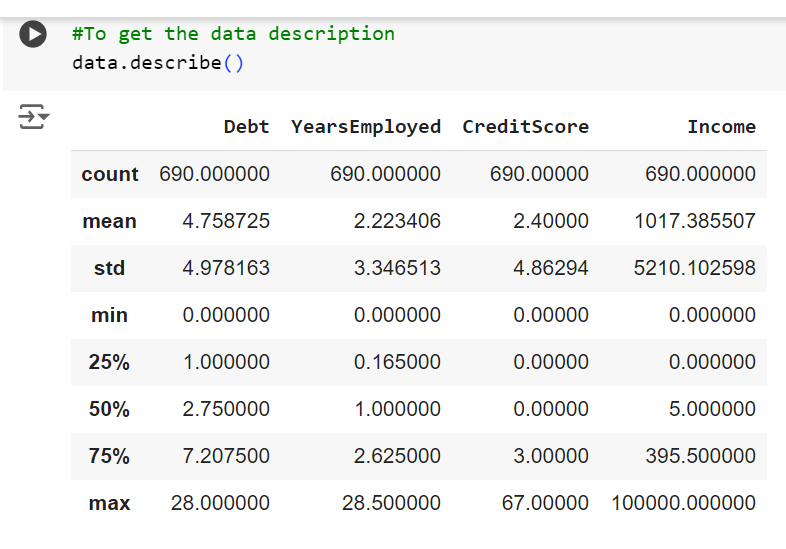 #To get the data description
data.describe()
Debt YearsEmployed CreditScore Income
count 690.000000 690.000000 690.00000 690.000000
mean 4.758725 2.223406 2.40000 1017.385507
std 4.978163 3.346513 4.86294 5210.102598
min 0.000000 0.000000 0.00000 0.000000
25% 1.000000 0.165000 0.00000 0.000000
50% 2.750000 1.000000 0.00000 5.000000
75% 7.207500 2.625000 3.00000 395.500000
max 28.000000 28.500000 67.00000 100000.000000